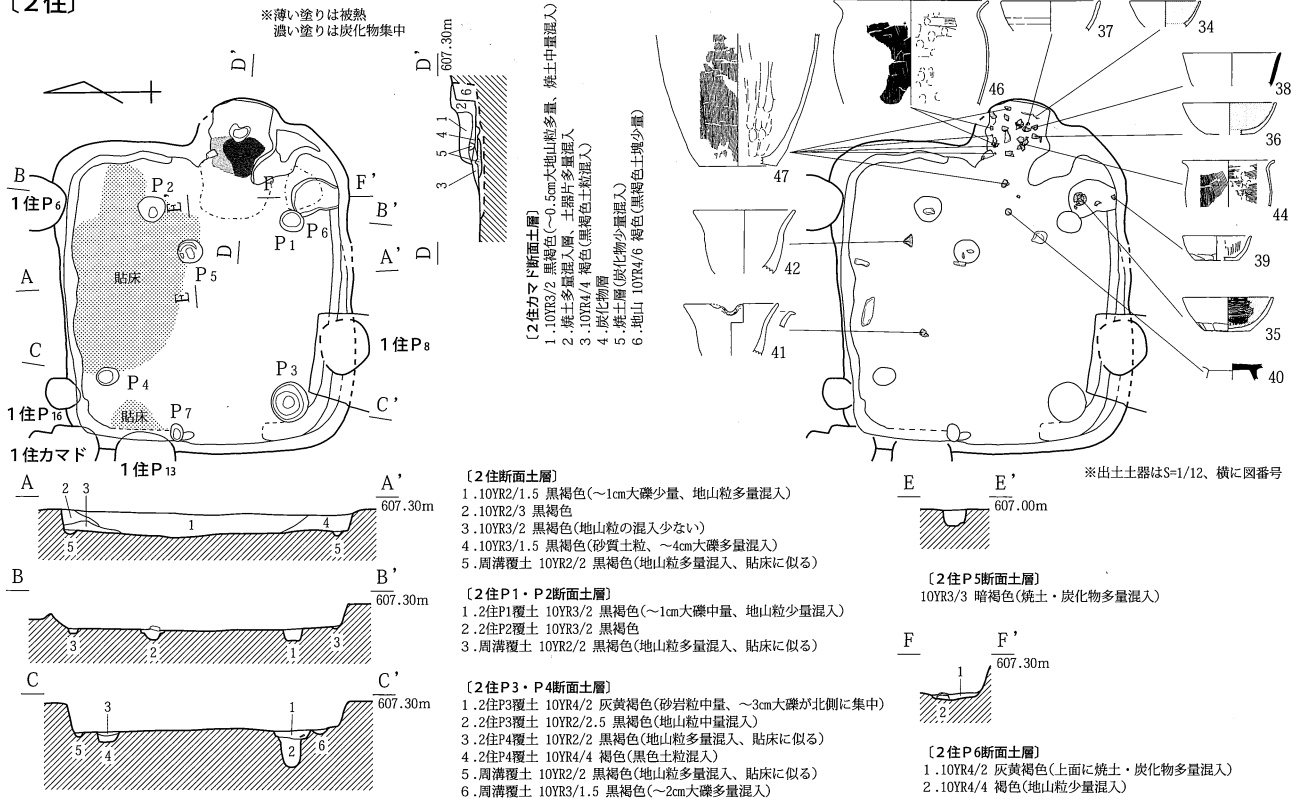 〔２住〕
※薄い塗りは被熱
濃い塗りは炭化物集中
D'
D'
607.30m
6
2
1
4
5
3
〔２住カマド断面土層〕
1.10YR3/2 黒褐色(～0.5cm大地山粒多量、焼土中量混入)
2.焼土多量混入層、土器片多量混入
3.10YR4/4 褐色(黒褐色土粒混入)
4.炭化物層
5.焼土層(炭化物少量混入)
6.地山 10YR4/6 褐色(黒褐色土塊少量)
D
B
1住P6
P2
E'
F
F'
B'
P1
P6
A'
D
P5
貼床
E
A
C
1住P8
P4
P3
C'
1住P16
貼床
P7
1住カマド
1住P13
47
46
37
34
38
36
44
42
39
41
35
40
※出土土器はS=1/12、横に図番号
A
A'
607.30m
2
3
1
4
5
5
B
B'
607.30m
3
2
1
3
C
C'
607.30m
3
1
5
4
2
6
〔２住断面土層〕
1.10YR2/1.5 黒褐色(～1cm大礫少量、地山粒多量混入)
2.10YR2/3 黒褐色
3.10YR3/2 黒褐色(地山粒の混入少ない)
4.10YR3/1.5 黒褐色(砂質土粒、～4cm大礫多量混入)
5.周溝覆土 10YR2/2 黒褐色(地山粒多量混入、貼床に似る)
〔２住P1・P2断面土層〕
1.2住P1覆土 10YR3/2 黒褐色(～1cm大礫中量、地山粒少量混入)
2.2住P2覆土 10YR3/2 黒褐色
3.周溝覆土 10YR2/2 黒褐色(地山粒多量混入、貼床に似る)
〔２住P3・P4断面土層〕
1.2住P3覆土 10YR4/2 灰黄褐色(砂岩粒中量、～3cm大礫が北側に集中)
2.2住P3覆土 10YR2/2.5 黒褐色(地山粒中量混入)
3.2住P4覆土 10YR2/2 黒褐色(地山粒多量混入、貼床に似る)
4.2住P4覆土 10YR4/4 褐色(黒色土粒混入)
5.周溝覆土 10YR2/2 黒褐色(地山粒多量混入、貼床に似る)
6.周溝覆土 10YR3/1.5 黒褐色(～2cm大礫多量混入)
E
E'
607.00m
〔２住P5断面土層〕
10YR3/3 暗褐色(焼土・炭化物多量混入)
F
F'
607.30m
1
2
〔２住P6断面土層〕
1.10YR4/2 灰黄褐色(上面に焼土・炭化物多量混入)
2.10YR4/4 褐色(地山粒少量混入)